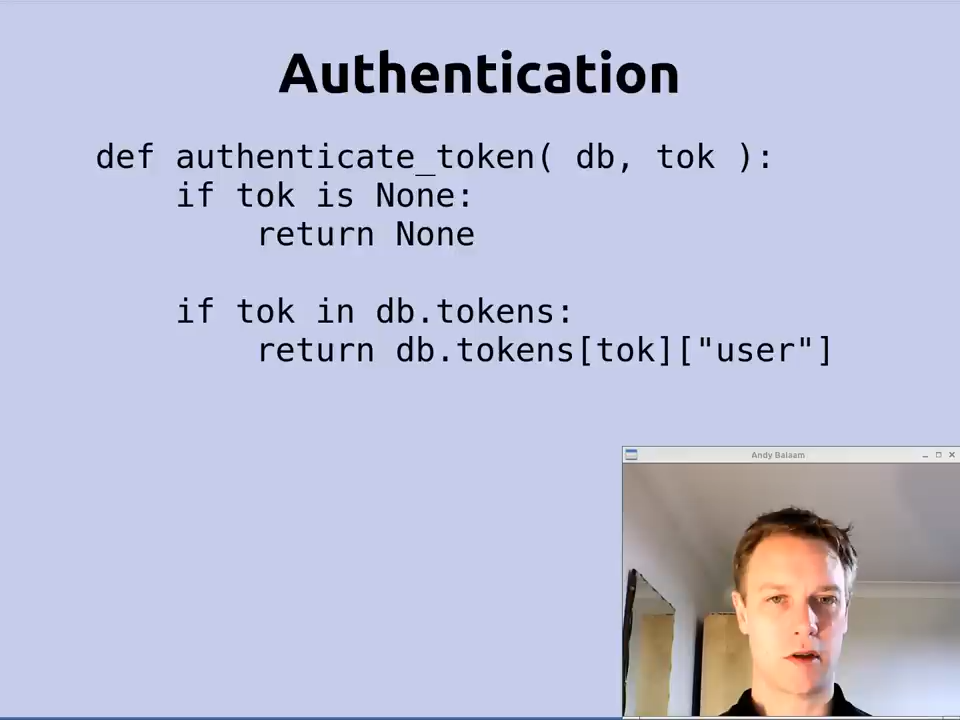 Authentication
def authenticate_token( db, tok ):
    if tok is None:
        return None
    if tok in db.tokens:
        return db.tokens[tok]["user"]
Andy Balaam